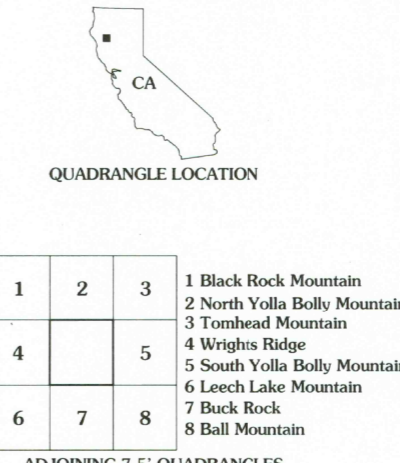 CA
QUADRANGLE LOCATION
1 2 3
4 5
6 7 8
1 Black Rock Mountain
2 North Yolla Bolly Mountain
3 Tomhead Mountain
4 Wrights Ridge
5 South Yolla Bolly Mountain
6 Leech Lake Mountain
7 Buck Rock
8 Ball Mountain
ADJOINING 7.5' QUADRANGLES